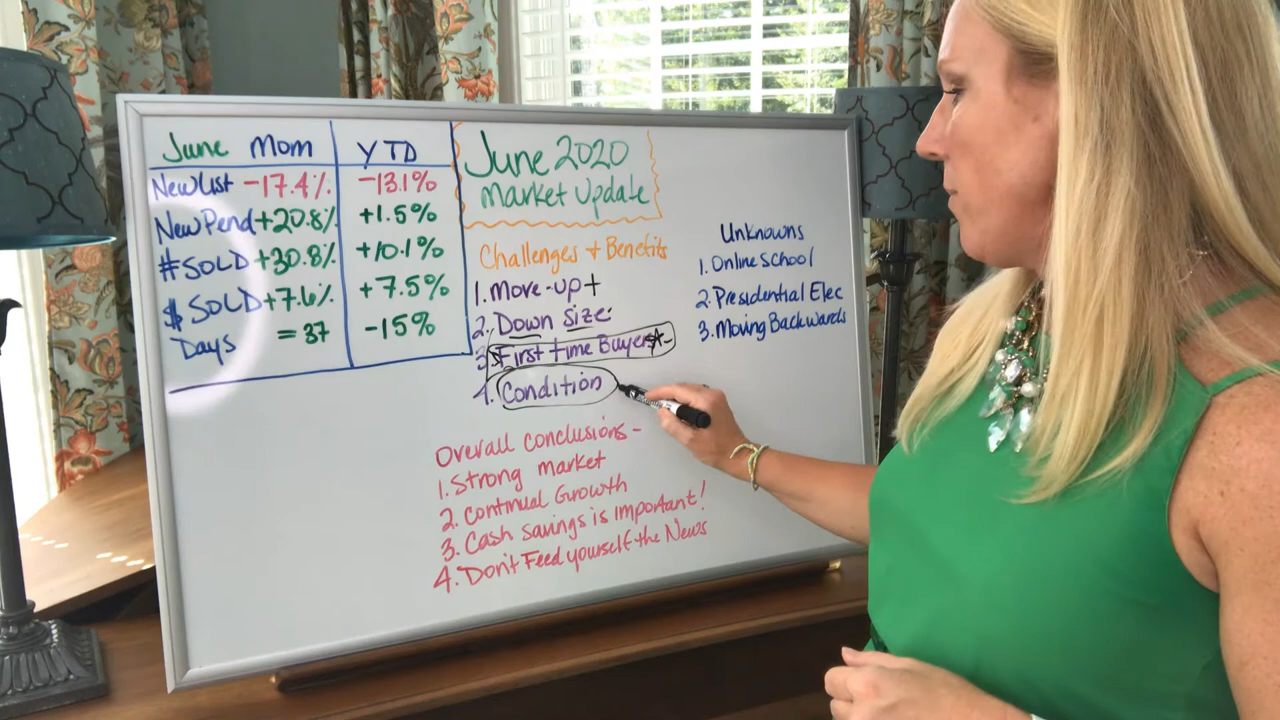 June MoM YTD
New List -17.4% -13.1%
New Pend +20.8% +1.5%
# SOLD +30.8% +10.1%
$ SOLD +7.6% +7.5%
Days = 37 -15%
June 2020
Market Update
Challenges + Benefits
1. Move-up +
2. Down Size
3. First time Buyers
4. Condition
Unknowns
1. Online School
2. Presidential Elec
3. Moving Backwards
Overall Conclusions -
1. Strong market
2. Continual Growth
3. Cash savings is important!
4. Don't Feed yourself the News